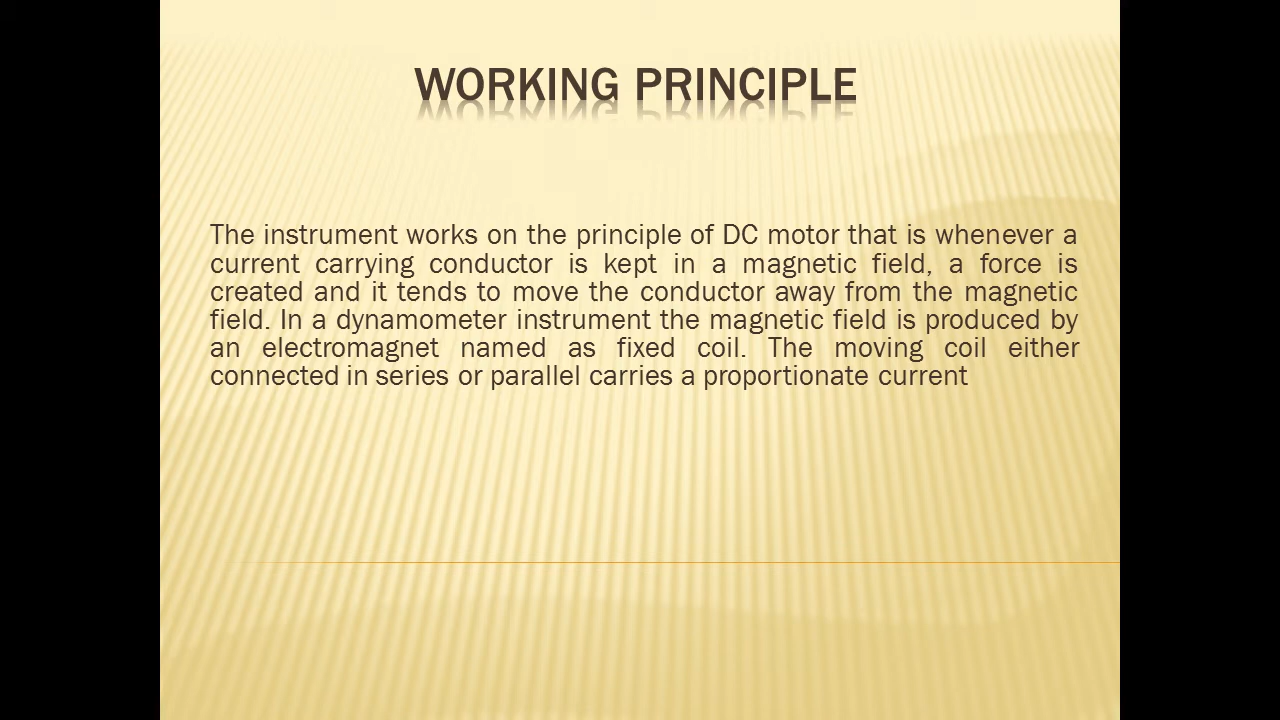 WORKING PRINCIPLE
The instrument works on the principle of DC motor that is whenever a
current carrying conductor is kept in a magnetic field, a force is
created and it tends to move the conductor away from the magnetic
field. In a dynamometer instrument the magnetic field is produced by
an electromagnet named as fixed coil. The moving coil either
connected in series or parallel carries a proportionate current